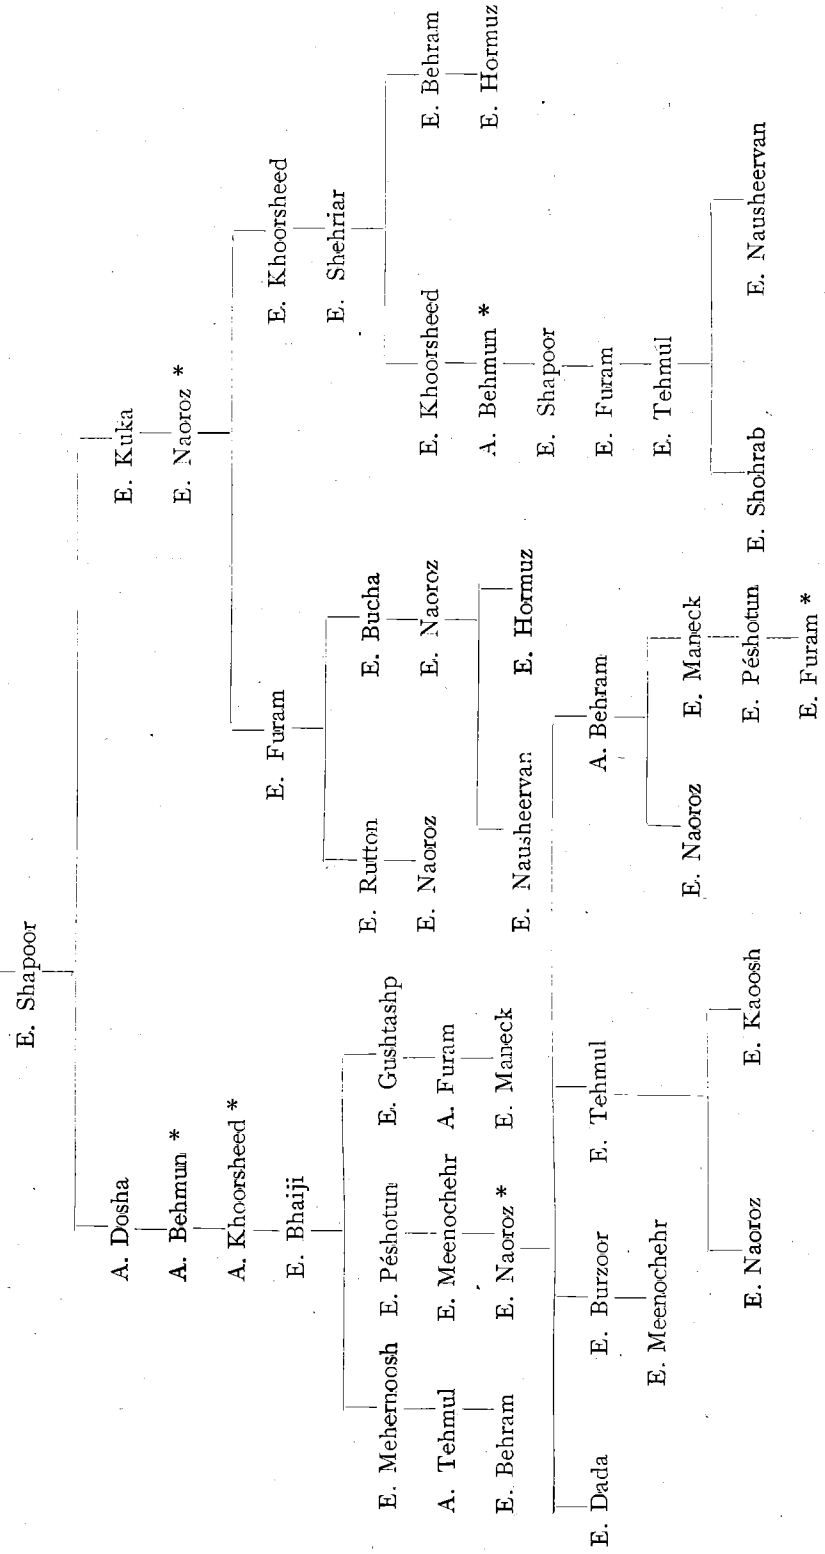 E. Shapoor
A. Dosha
E. Kuka
A. Behmun *
E. Naoroz *
A. Khoorsheed *
E. Bhaiji
E. Furam
E. Khoorsheed
E. Shehriar
E. Mehernoosh
E. Péshotun
E. Gushtashp
E. Rutton
E. Bucha
E. Khoorsheed
E. Behram
A. Tehmul
E. Meenochehr
A. Furam
E. Naoroz
E. Naoroz
A. Behmun *
E. Hormuz
E. Behram
E. Naoroz *
E. Maneck
E. Nausheervan
E. Hormuz
E. Shapoor
E. Dada
E. Burzoor
E. Tehmul
A. Behram
E. Furam
E. Meenochehr
E. Naoroz
E. Maneck
E. Tehmul
E. Naoroz
E. Kaoosh
E. Péshotun
E. Shohrab
E. Nausheervan
E. Furam *